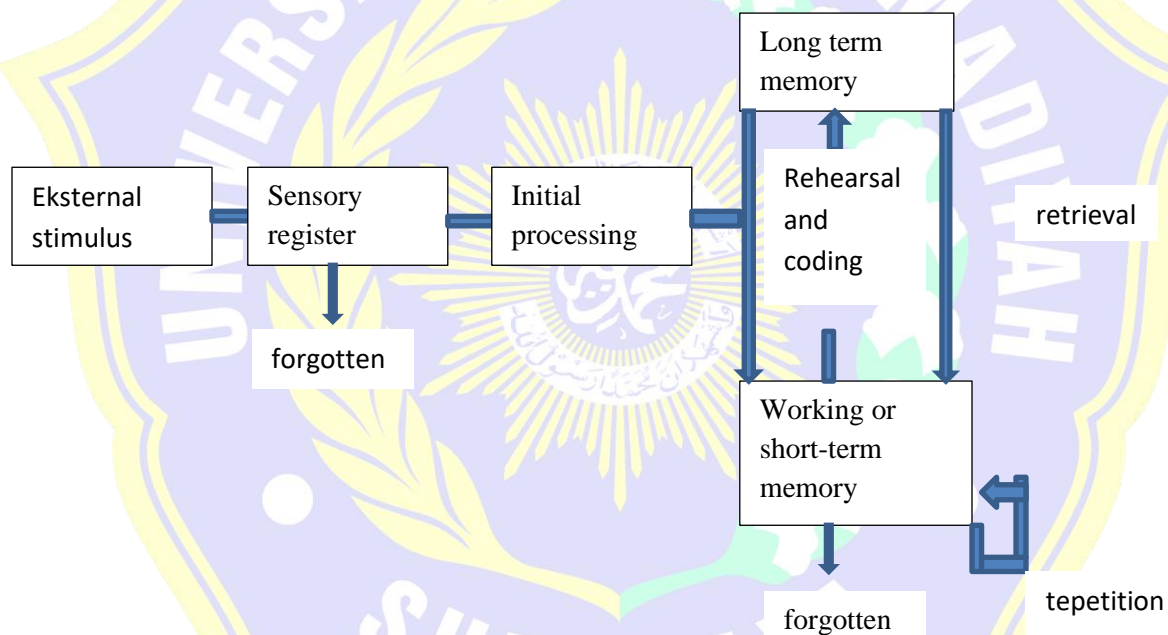 Long term
memory
Eksternal
stimulus
Sensory
register
Initial
processing
Rehearsal
and
coding
retrieval
forgotten
Working or
short-term
memory
tepetition
forgotten